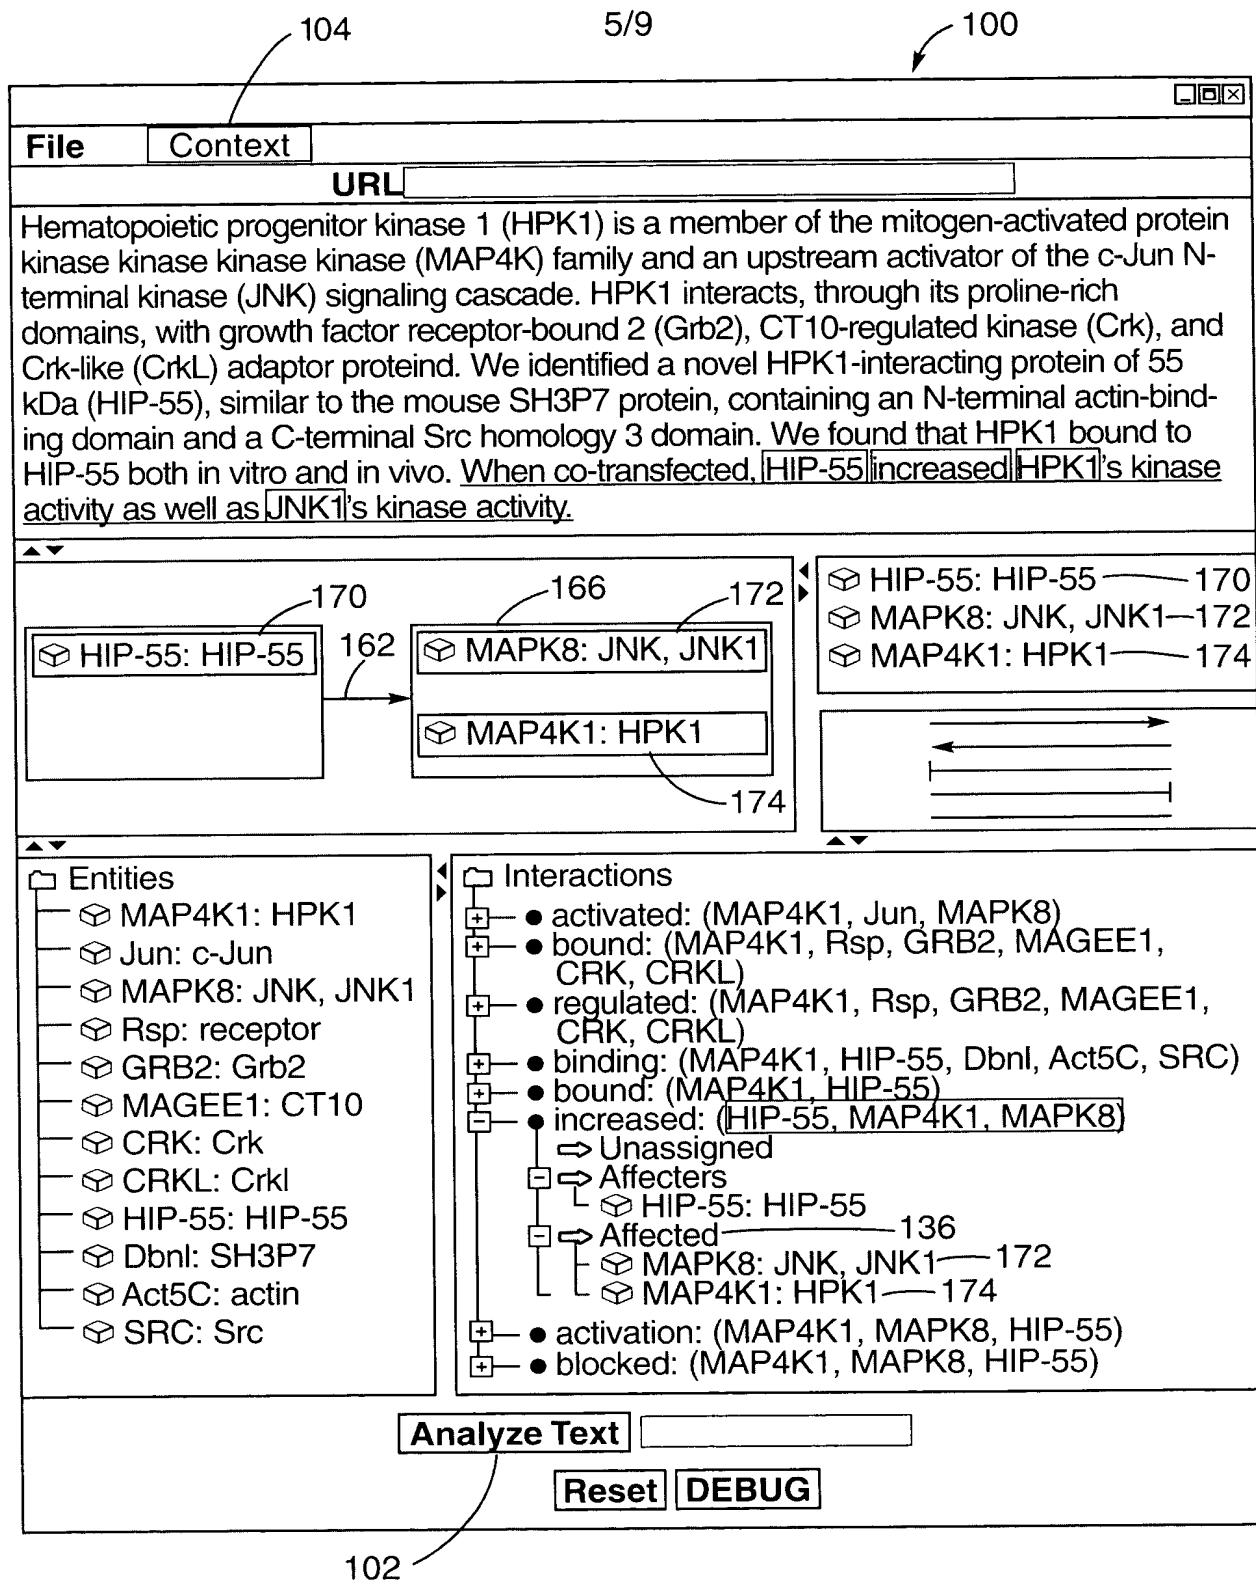 104
5/9
100
File
Context
URL
Hematopoietic progenitor kinase 1 (HPK1) is a member of the mitogen-activated protein
kinase kinase kinase kinase (MAP4K) family and an upstream activator of the c-Jun N-
terminal kinase (JNK) signaling cascade. HPK1 interacts, through its proline-rich
domains, with growth factor receptor-bound 2 (Grb2), CT10-regulated kinase (Crk), and
Crk-like (CrkL) adaptor proteind. We identified a novel HPK1-interacting protein of 55
kDa (HIP-55), similar to the mouse SH3P7 protein, containing an N-terminal actin-bind-
ing domain and a C-terminal Src homology 3 domain. We found that HPK1 bound to
HIP-55 both in vitro and in vivo. When co-transfected, HIP-55 increased HPK1's kinase
activity as well as JNK1's kinase activity.
170
HIP-55: HIP-55
162
166
172
MAPK8: JNK, JNK1
MAP4K1: HPK1
174
HIP-55: HIP-55 170
MAPK8: JNK, JNK1 172
MAP4K1: HPK1 174
Entities
MAP4K1: HPK1
Jun: c-Jun
MAPK8: JNK, JNK1
Rsp: receptor
GRB2: Grb2
MAGEE1: CT10
CRK: Crk
CRKL: Crkl
HIP-55: HIP-55
Dbnl: SH3P7
Act5C: actin
SRC: Src
Interactions
activated: (MAP4K1, Jun, MAPK8)
bound: (MAP4K1, Rsp, GRB2, MAGEE1,
CRK, CRKL)
regulated: (MAP4K1, Rsp, GRB2, MAGEE1,
CRK, CRKL)
binding: (MAP4K1, HIP-55, Dbnl, Act5C, SRC)
bound: (MAP4K1, HIP-55)
increased: (HIP-55, MAP4K1, MAPK8)
Unassigned
Affecters
HIP-55: HIP-55
Affected 136
MAPK8: JNK, JNK1 172
MAP4K1: HPK1 174
activation: (MAP4K1, MAPK8, HIP-55)
blocked: (MAP4K1, MAPK8, HIP-55)
Analyze Text
Reset DEBUG
102